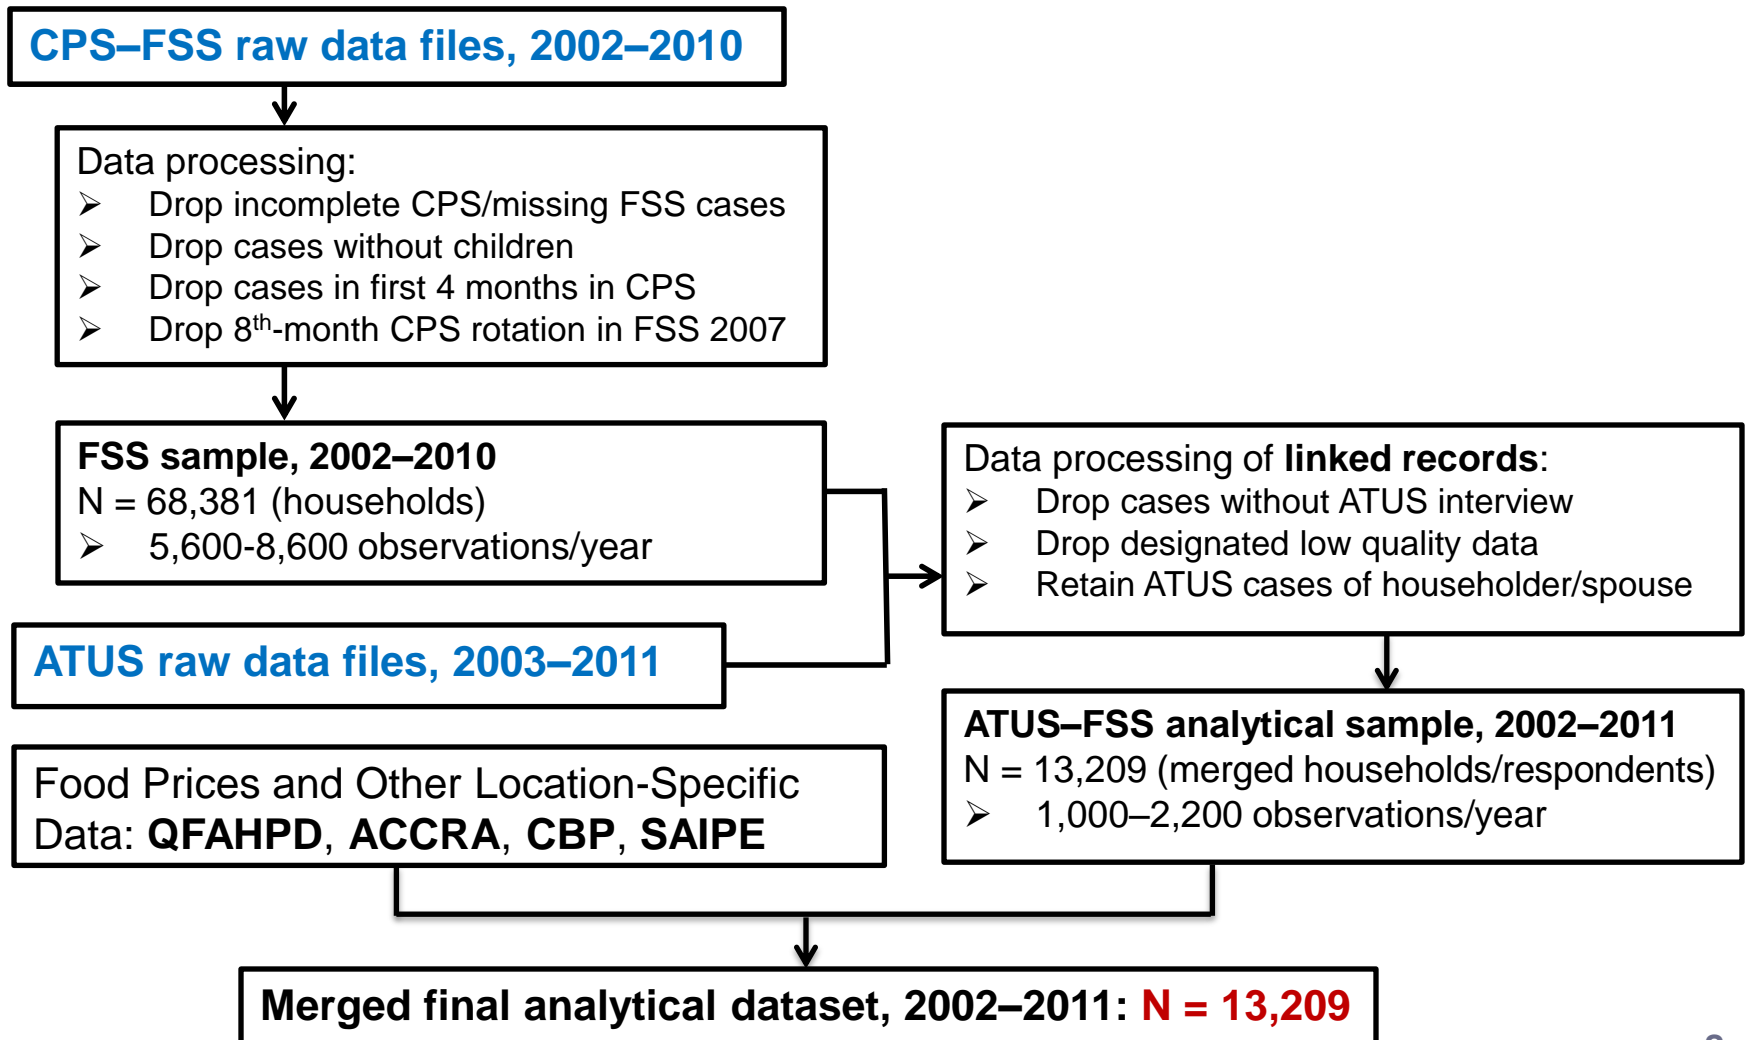 CPS–FSS raw data files, 2002–2010
Data processing:
➢ Drop incomplete CPS/missing FSS cases
➢ Drop cases without children
➢ Drop cases in first 4 months in CPS
➢ Drop 8th-month CPS rotation in FSS 2007
FSS sample, 2002–2010
N = 68,381 (households)
➢ 5,600-8,600 observations/year
ATUS raw data files, 2003–2011
Data processing of linked records:
➢ Drop cases without ATUS interview
➢ Drop designated low quality data
➢ Retain ATUS cases of householder/spouse
ATUS–FSS analytical sample, 2002–2011
N = 13,209 (merged households/respondents)
➢ 1,000–2,200 observations/year
Food Prices and Other Location-Specific
Data: QFAHPD, ACCRA, CBP, SAIPE
Merged final analytical dataset, 2002–2011: N = 13,209